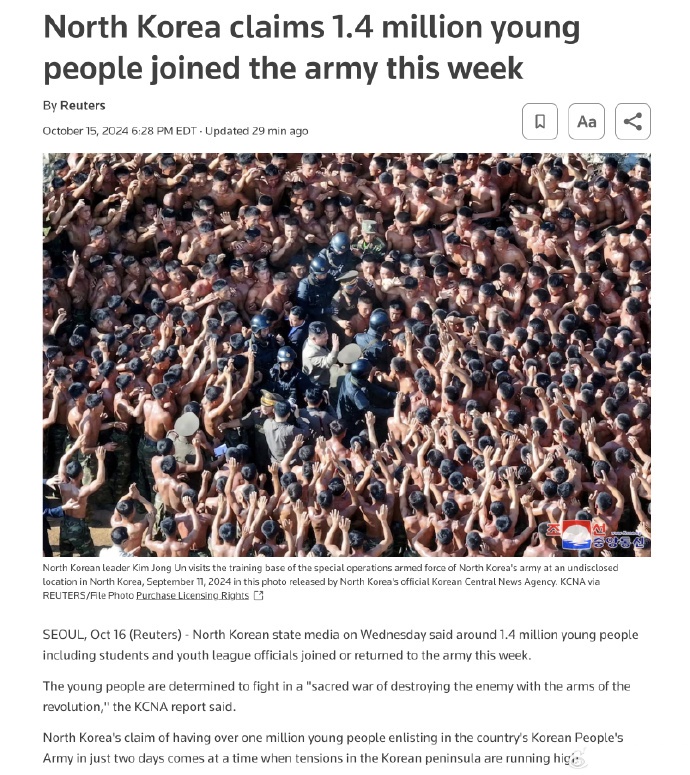 North Korea claims 1.4 million young
people joined the army this week
By Reuters
October 15, 2024 6:28 PM EDT · Updated 29 min ago
Aa
조 선
중앙통신
North Korean leader Kim Jong Un visits the training base of the special operations armed force of North Korea's army at an undisclosed
location in North Korea, September 11, 2024 in this photo released by North Korea's official Korean Central News Agency. KCNA via
REUTERS/File Photo Purchase Licensing Rights
SEOUL, Oct 16 (Reuters) - North Korean state media on Wednesday said around 1.4 million young people
including students and youth league officials joined or returned to the army this week.
The young people are determined to fight in a "sacred war of destroying the enemy with the arms of the
revolution," the KCNA report said.
North Korea's claim of having over one million young people enlisting in the country's Korean People's
Army in just two days comes at a time when tensions in the Korean peninsula are running